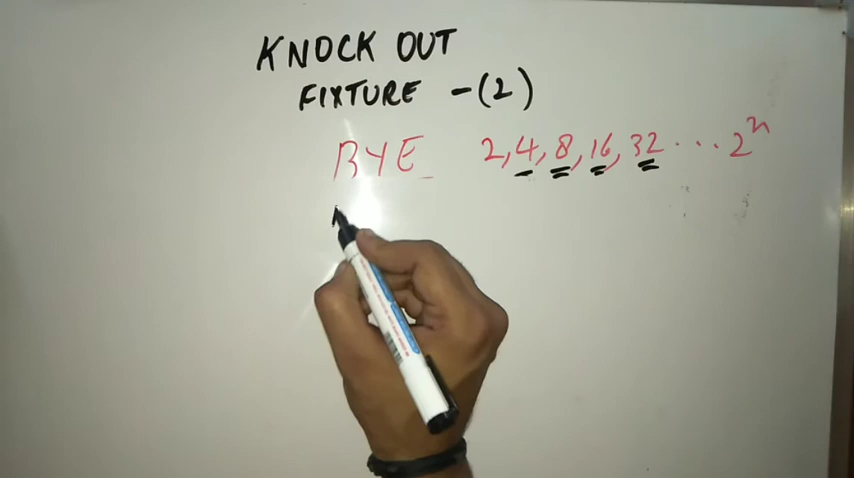 KNOCK OUT
FIXTURE -(2)
BYE 2, 4, 8, 16, 32 ... 2ⁿ